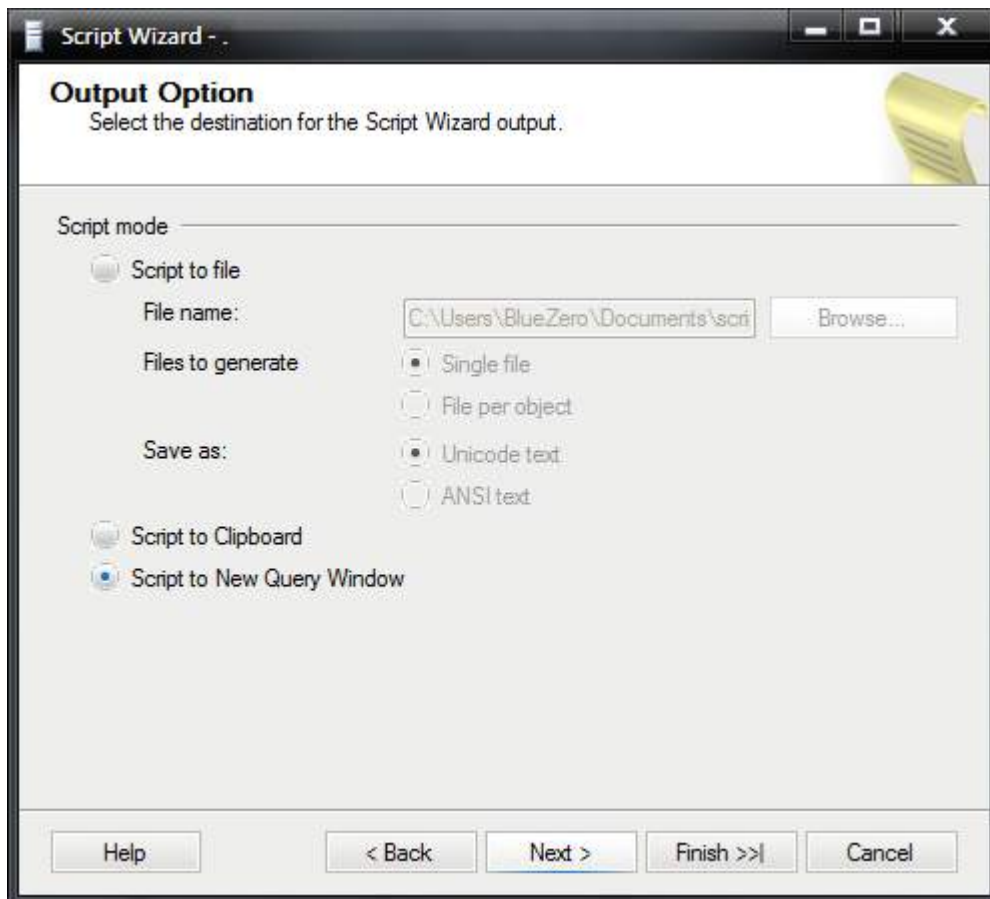 Script Wizard - .
Output Option
Select the destination for the Script Wizard output.
Script mode
Script to file
File name: C:\Users\BlueZero\Documents\scri Browse...
Files to generate Single file
File per object
Save as: Unicode text
ANSI text
Script to Clipboard
Script to New Query Window
Help < Back Next > Finish >>| Cancel